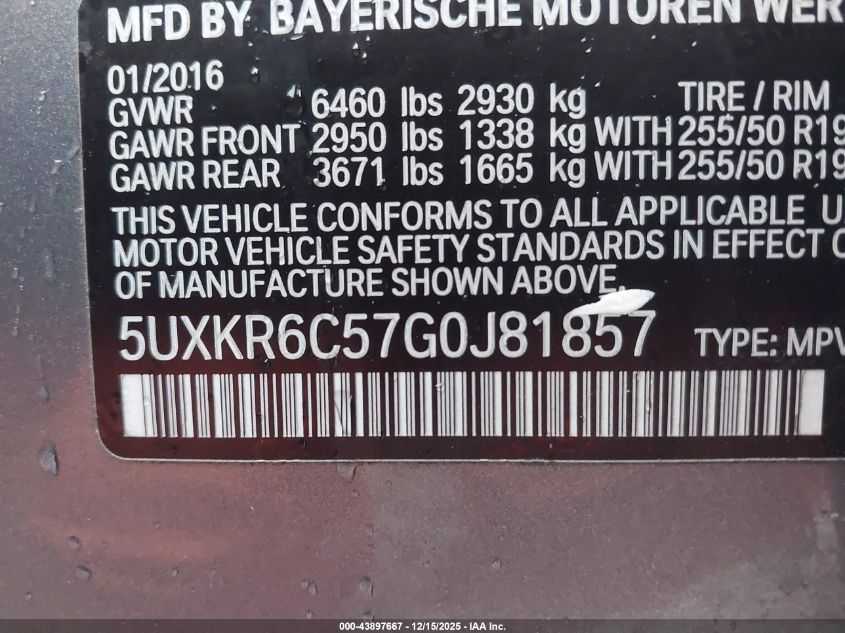 MFD BY BAYERISCHE MOTOREN WER
01/2016
GVWR 6460 lbs 2930 kg TIRE / RIM
GAWR FRONT 2950 lbs 1338 kg WITH 255/50 R19
GAWR REAR 3671 lbs 1665 kg WITH 255/50 R19
THIS VEHICLE CONFORMS TO ALL APPLICABLE U
MOTOR VEHICLE SAFETY STANDARDS IN EFFECT O
OF MANUFACTURE SHOWN ABOVE.
5UXKR6C57G0J81857 TYPE: MPV
000-43897667 - 12/15/2025 - IAA Inc.